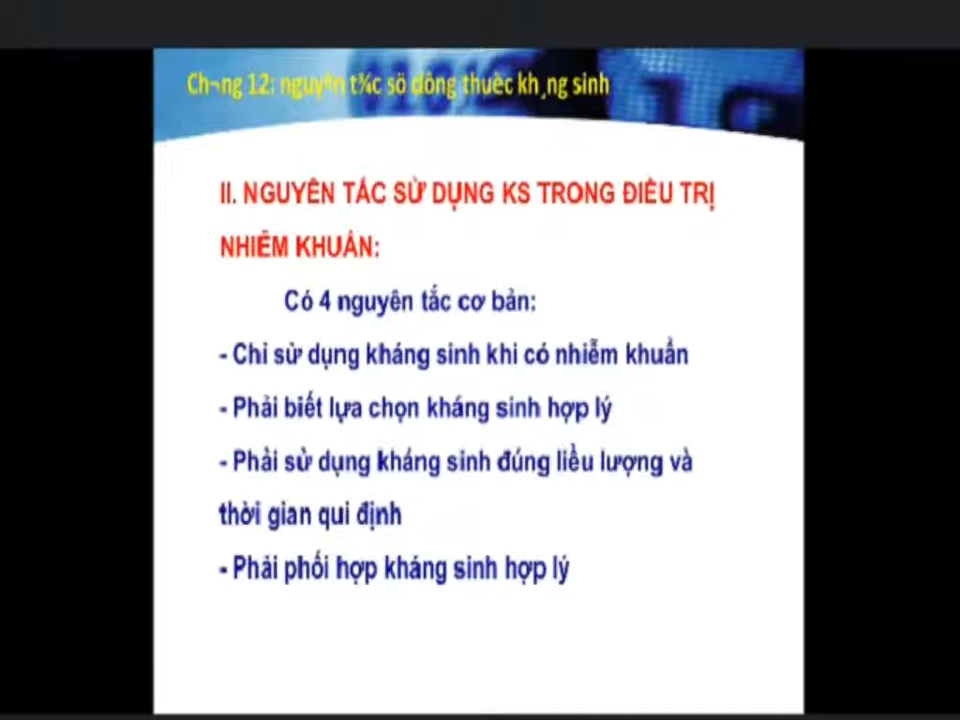 Ch¬ng 12: nguyªn t¾c sö dông thuèc kh¸ng sinh
II. NGUYÊN TẮC SỬ DỤNG KS TRONG ĐIỀU TRỊ
NHIỄM KHUẨN:
Có 4 nguyên tắc cơ bản:
- Chỉ sử dụng kháng sinh khi có nhiễm khuẩn
- Phải biết lựa chọn kháng sinh hợp lý
- Phải sử dụng kháng sinh đúng liều lượng và
thời gian qui định
- Phải phối hợp kháng sinh hợp lý